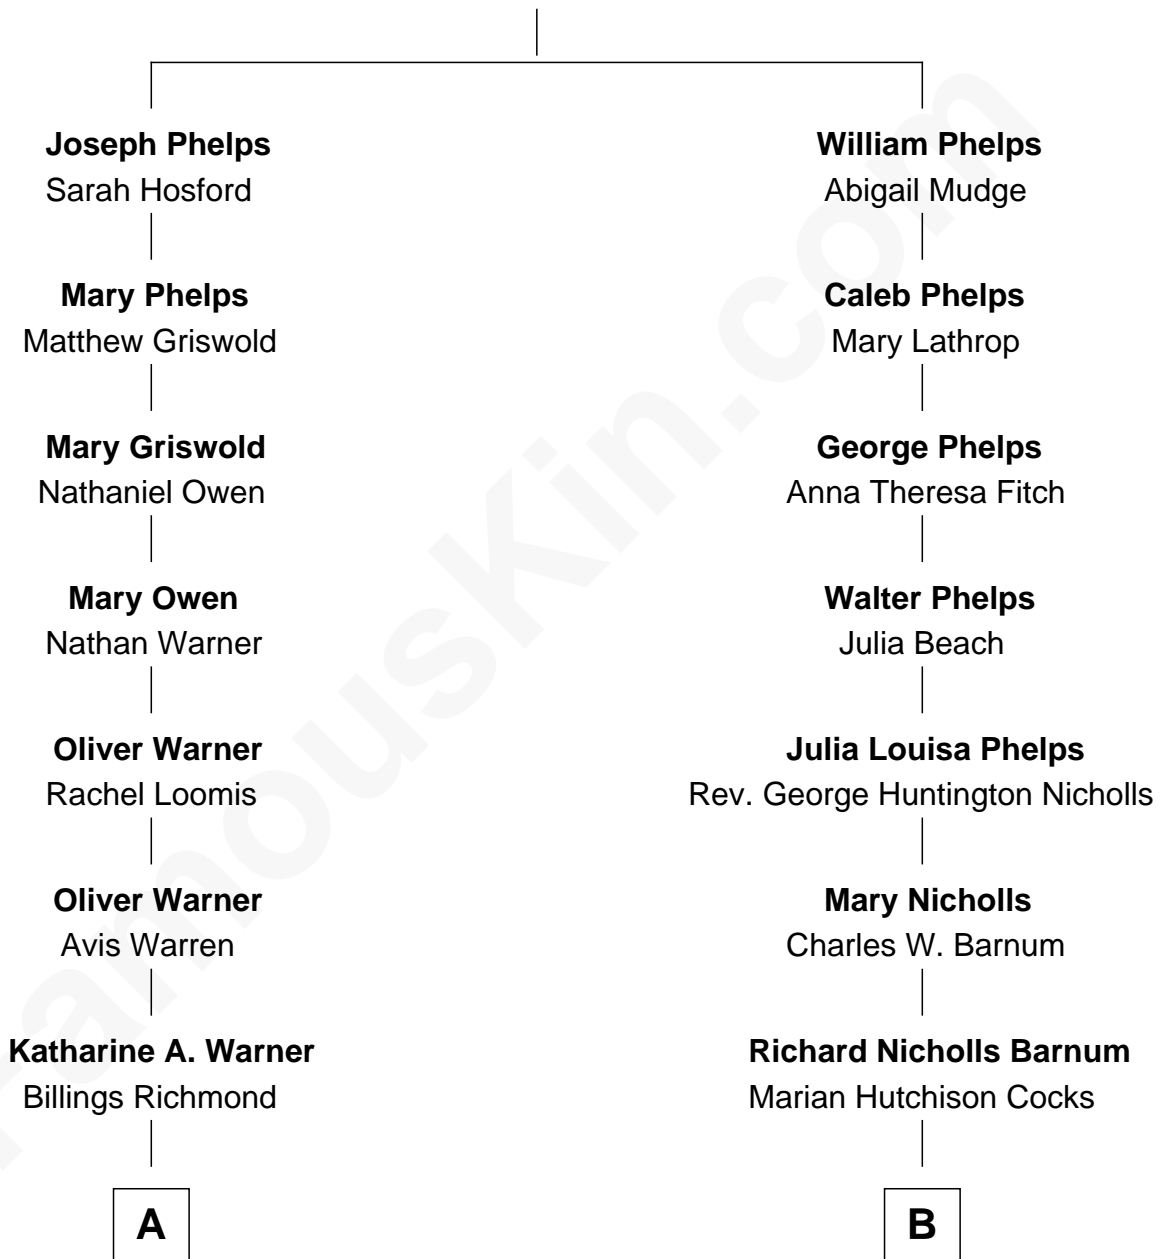 Joseph Phelps
Sarah Hosford
William Phelps
Abigail Mudge
Mary Phelps
Matthew Griswold
Caleb Phelps
Mary Lathrop
Mary Griswold
Nathaniel Owen
George Phelps
Anna Theresa Fitch
Mary Owen
Nathan Warner
Walter Phelps
Julia Beach
Oliver Warner
Rachel Loomis
Julia Louisa Phelps
Rev. George Huntington Nicholls
Oliver Warner
Avis Warren
Mary Nicholls
Charles W. Barnum
Katharine A. Warner
Billings Richmond
Richard Nicholls Barnum
Marian Hutchison Cocks
A
B
FamousKin.com